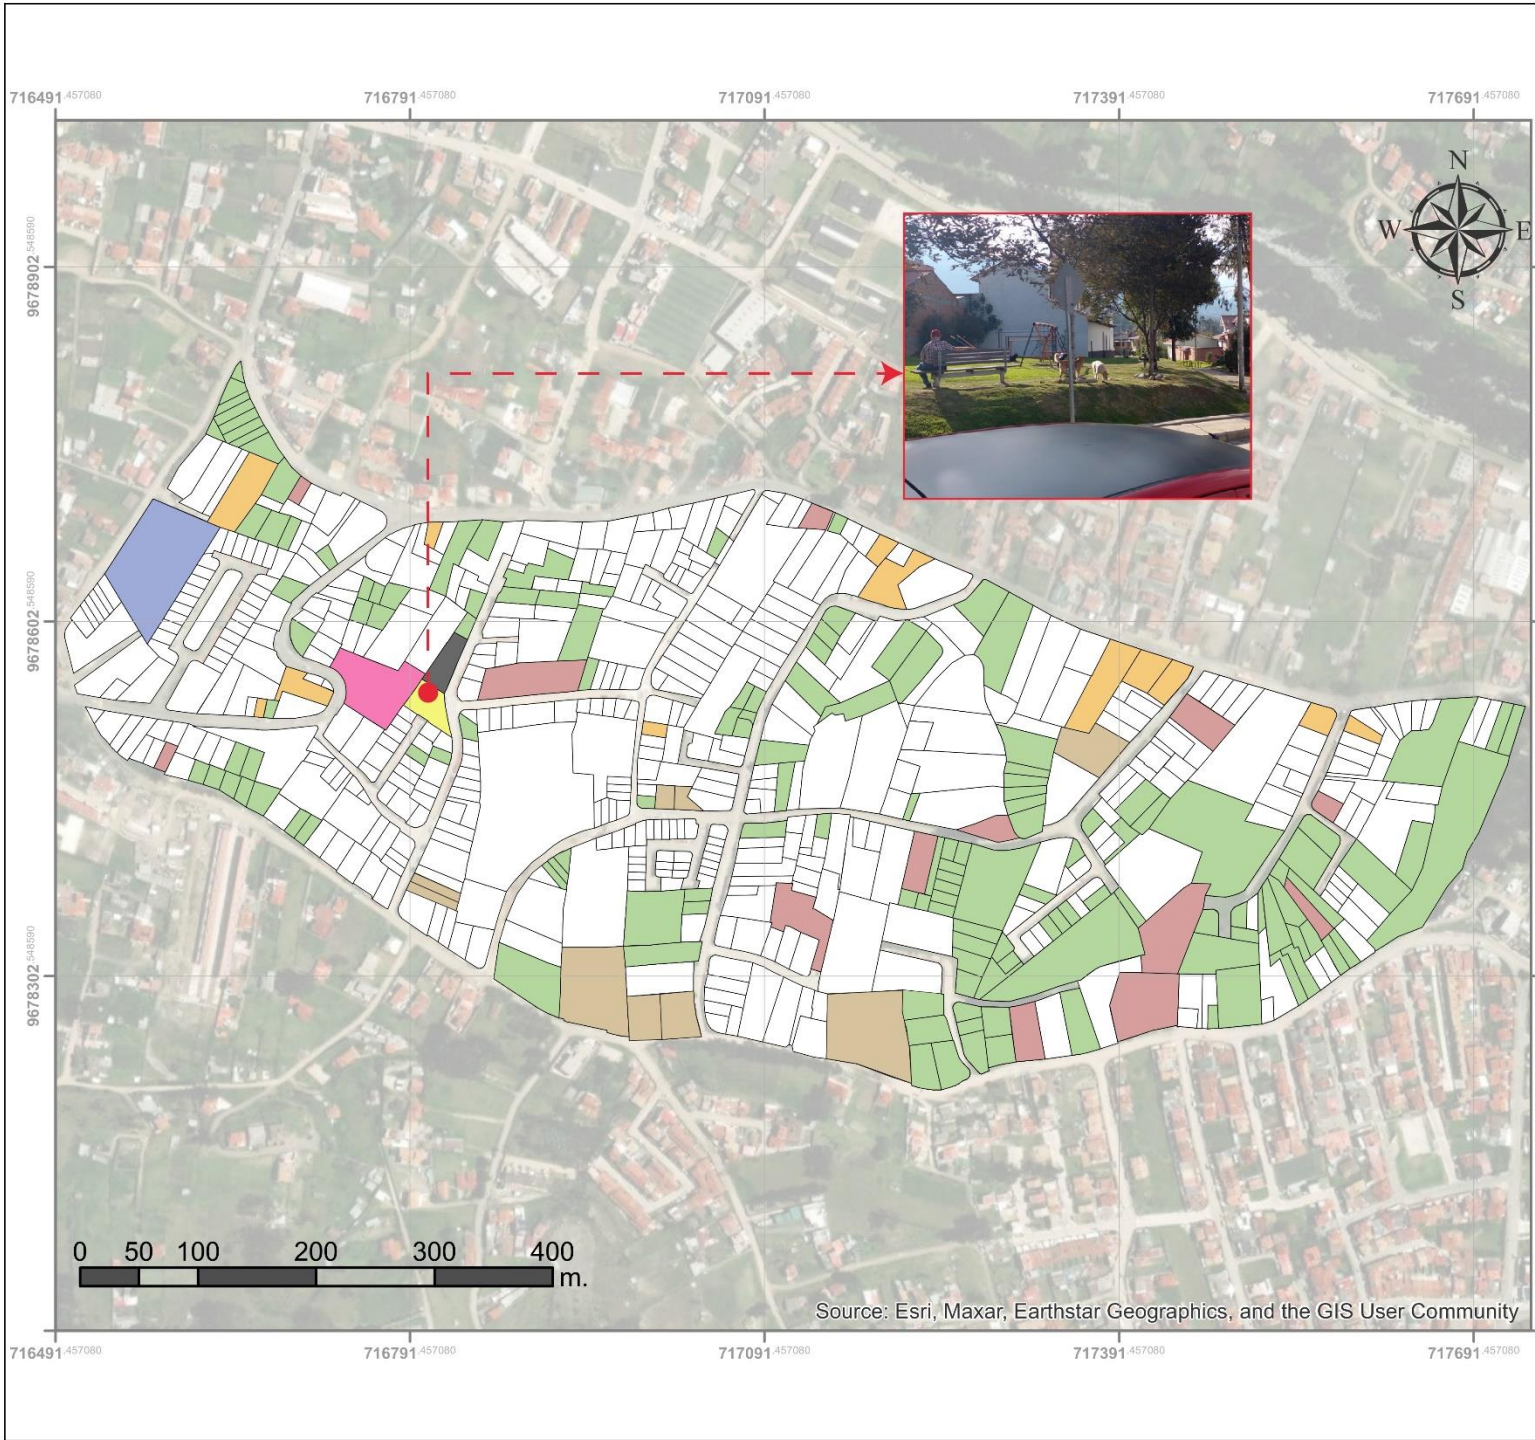 716491.457080 716791.457080 717091.457080 717391.457080 717691.457080
N
W E
S
9678902.548590
9678602.548590
9678302.548590
0 50 100 200 300 400
m.
Source: Esri, Maxar, Earthstar Geographics, and the GIS User Community
716491.457080 716791.457080 717091.457080 717391.457080 717691.457080